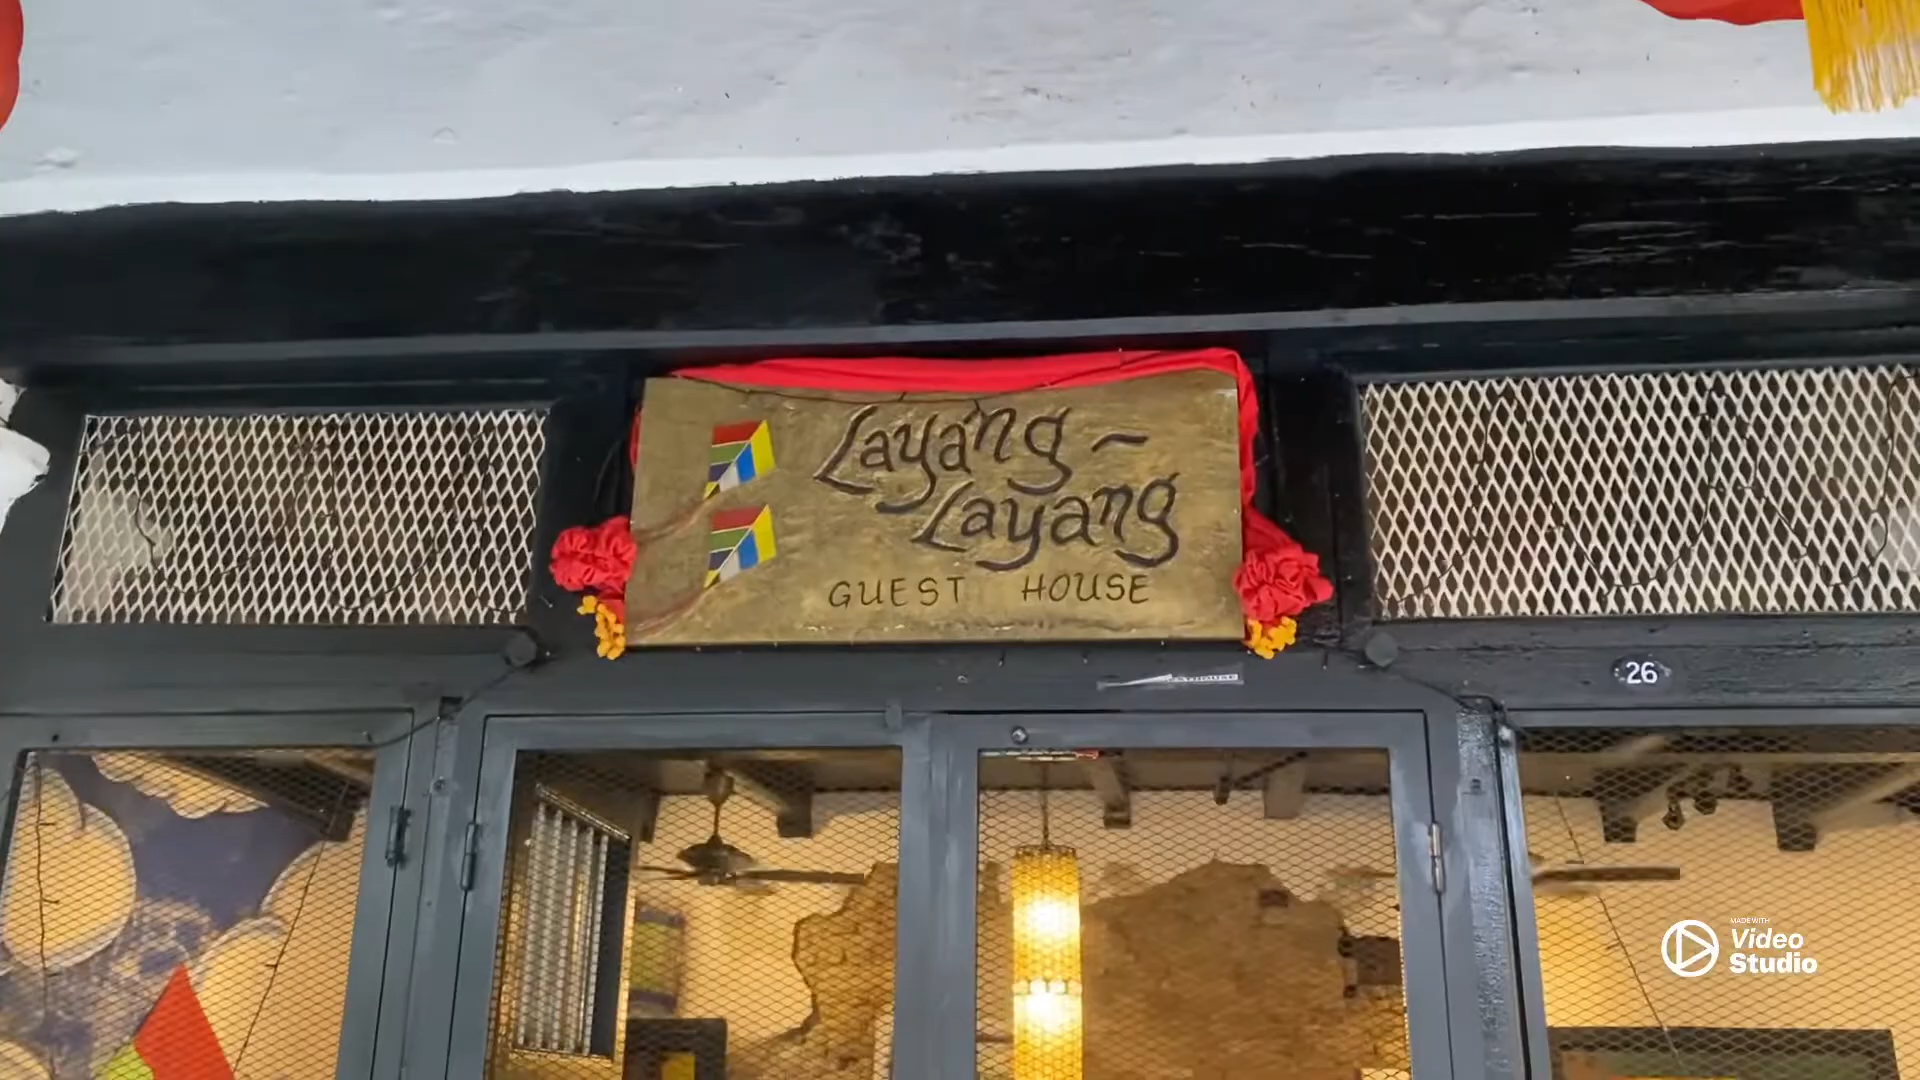 Layang~
Layang
GUEST HOUSE
26
MADE WITH
Video
Studio